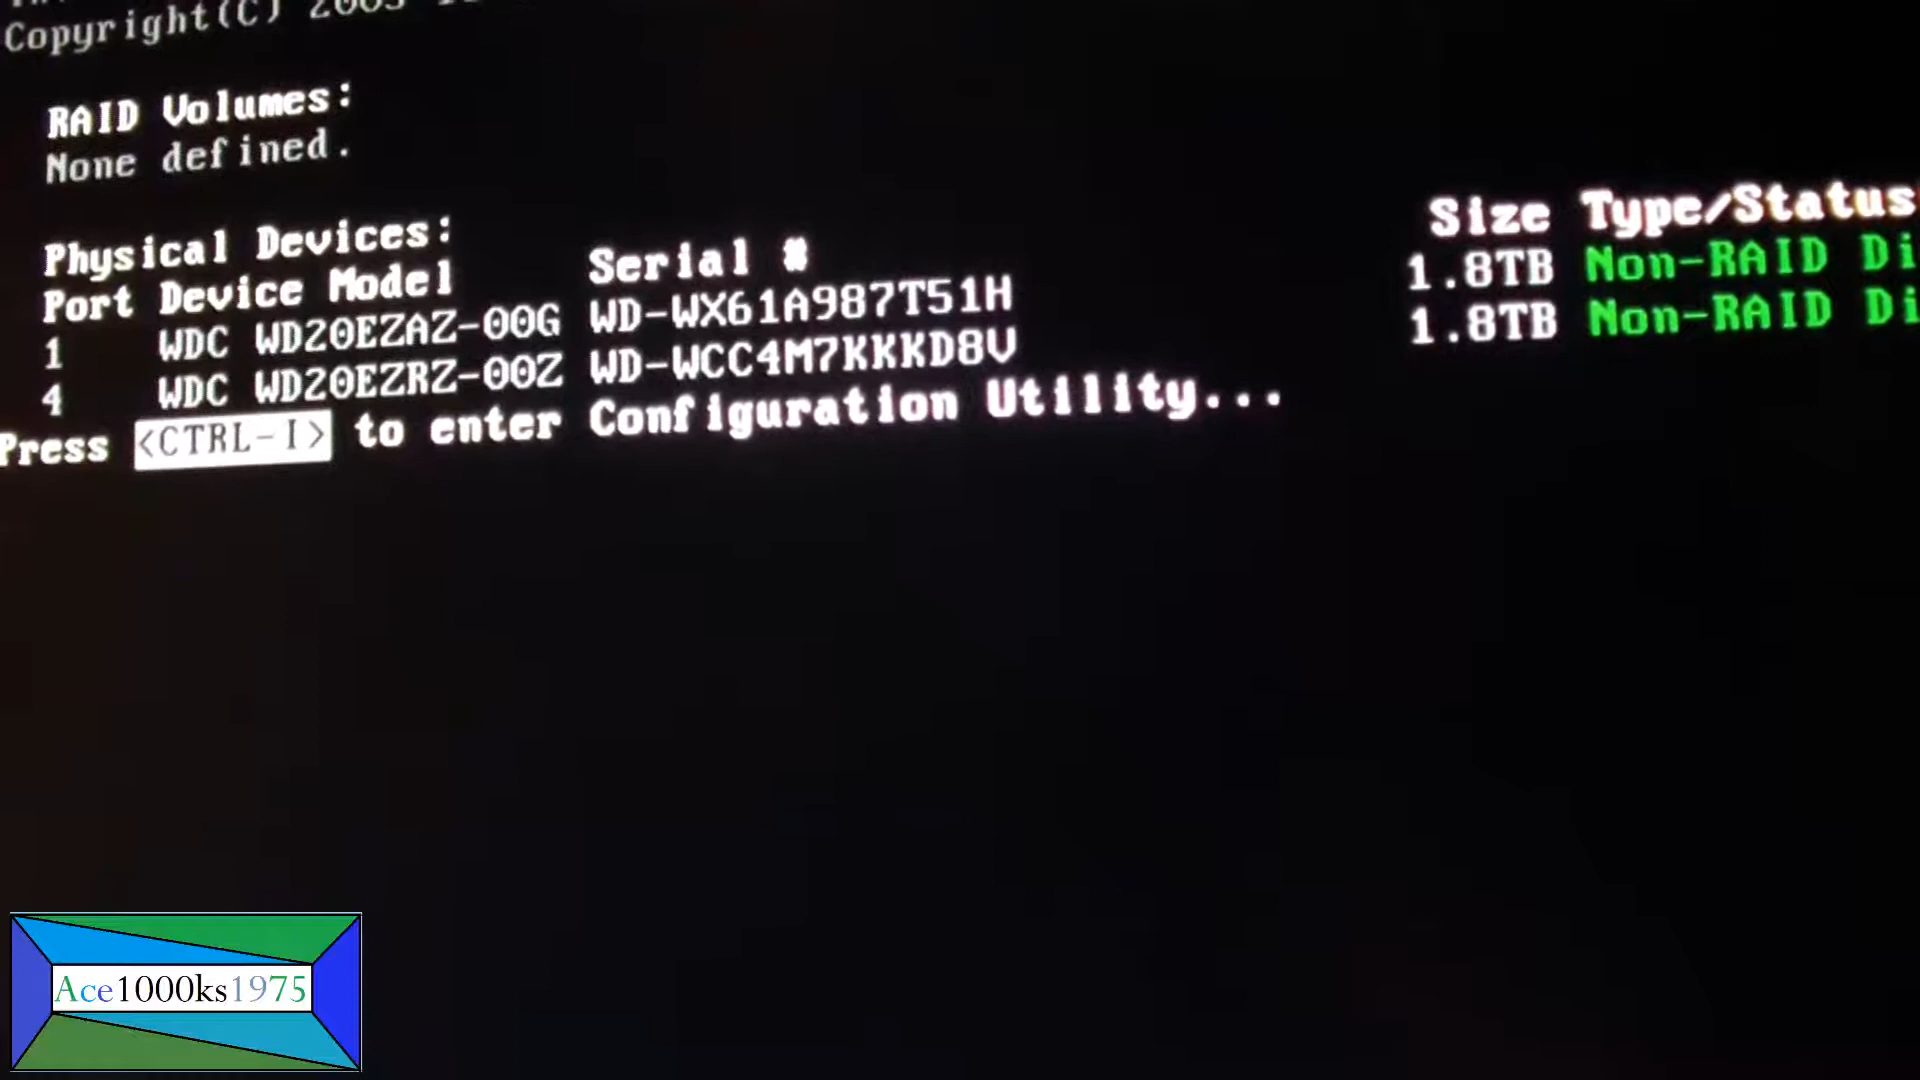 Copyright(C) 2003
RAID Volumes:
None defined.
Physical Devices:
Port Device Model Serial # Size Type/Status
1 WDC WD20EZAZ-00G WD-WX61A987T51H 1.8TB Non-RAID Di
4 WDC WD20EZRZ-00Z WD-WCC4M7KKKD8V 1.8TB Non-RAID Di
Press <CTRL-I> to enter Configuration Utility...
Ace1000ks1975